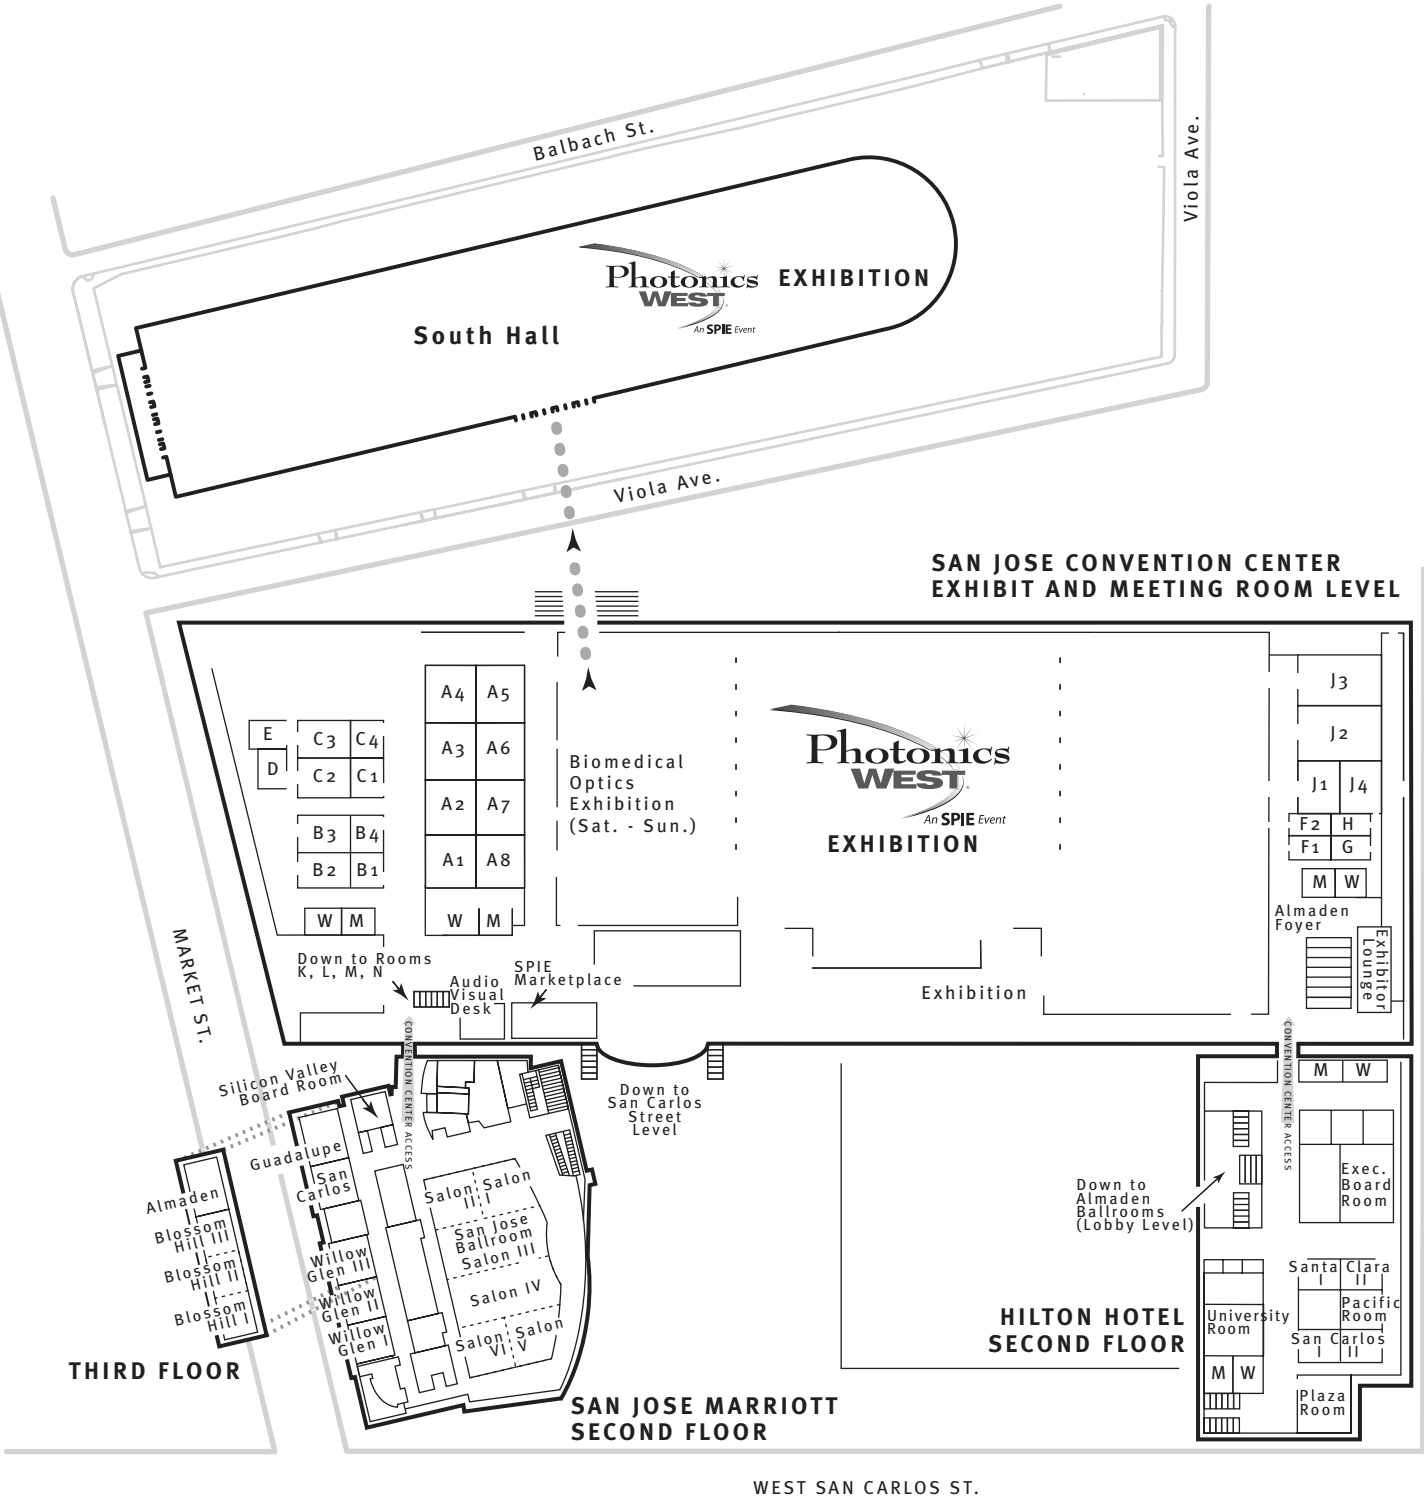 Balbach St.
Viola Ave.
Photonics
WEST
An SPIE Event
EXHIBITION
South Hall
Viola Ave.
SAN JOSE CONVENTION CENTER
EXHIBIT AND MEETING ROOM LEVEL
A4
A5
A3
A6
A2
A7
A1
A8
E
D
C3
C4
C2
C1
B3
B4
B2
B1
W
M
W
M
Biomedical
Optics
Exhibition
(Sat. - Sun.)
Photonics
WEST
An SPIE Event
EXHIBITION
J3
J2
J1
J4
F2
H
F1
G
M
W
Almaden
Foyer
Exhibitor
Lounge
MARKET ST.
Down to Rooms
K, L, M, N
Audio
Visual
Desk
SPIE
Marketplace
Exhibition
CONVENTION CENTER ACCESS
CONVENTION CENTER ACCESS
Silicon Valley
Board Room
Down to
San Carlos
Street
Level
M
W
Guadalupe
San
Carlos
Almaden
Blossom
Hill III
Blossom
Hill II
Blossom
Hill I
Willow
Glen III
Willow
Glen II
Willow
Glen I
Salon
II
Salon
I
San Jose
Ballroom
Salon III
Salon IV
Salon
VI
Salon
V
THIRD FLOOR
SAN JOSE MARRIOTT
SECOND FLOOR
Down to
Almaden
Ballrooms
(Lobby Level)
Exec.
Board
Room
Santa Clara
I II
Pacific
Room
University
Room
San Carlos
I II
M
W
Plaza
Room
HILTON HOTEL
SECOND FLOOR
WEST SAN CARLOS ST.